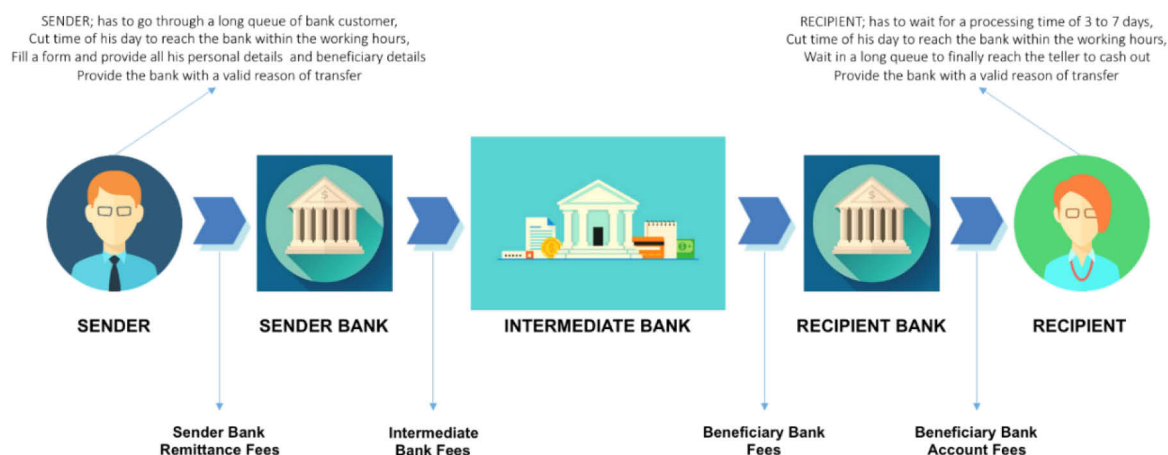 SENDER; has to go through a long queue of bank customer,
Cut time of his day to reach the bank within the working hours,
Fill a form and provide all his personal details and beneficiary details
Provide the bank with a valid reason of transfer
RECIPIENT; has to wait for a processing time of 3 to 7 days,
Cut time of his day to reach the bank within the working hours,
Wait in a long queue to finally reach the teller to cash out
Provide the bank with a valid reason of transfer
SENDER
SENDER BANK
INTERMEDIATE BANK
RECIPIENT BANK
RECIPIENT
Sender Bank
Remittance Fees
Intermediate
Bank Fees
Beneficiary Bank
Fees
Beneficiary Bank
Account Fees